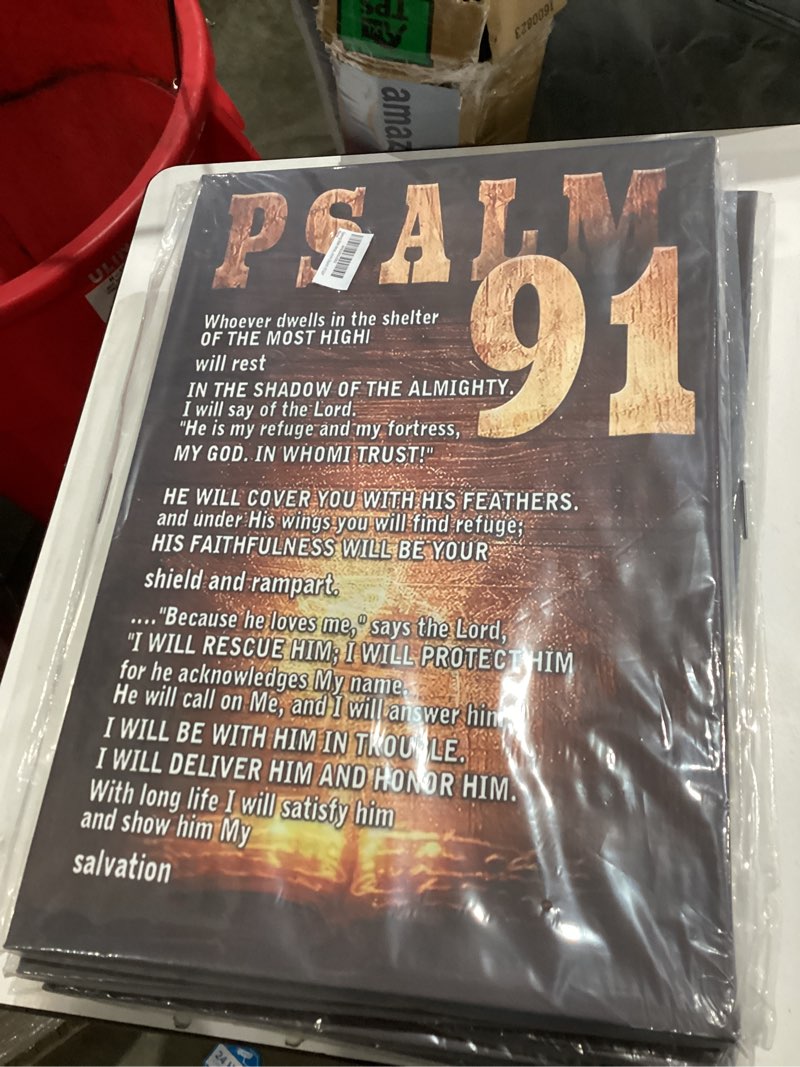 amaz
1600823
PSALM
91
Whoever dwells in the shelter
OF THE MOST HIGHI
will rest
IN THE SHADOW OF THE ALMIGHTY.
I will say of the Lord.
"He is my refuge and my fortress,
MY GOD. IN WHOMI TRUST!"
HE WILL COVER YOU WITH HIS FEATHERS.
and under His wings you will find refuge;
HIS FAITHFULNESS WILL BE YOUR
shield and rampart.
...."Because he loves me," says the Lord,
"I WILL RESCUE HIM; I WILL PROTECT HIM
for he acknowledges My name.
He will call on Me, and I will answer him
I WILL BE WITH HIM IN TROUBLE.
I WILL DELIVER HIM AND HONOR HIM.
With long life I will satisfy him
and show him My
salvation